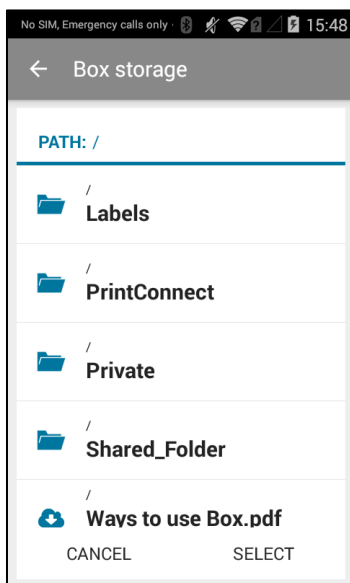 No SIM, Emergency calls only · 15:48
Box storage
PATH: /
/
Labels
/
PrintConnect
/
Private
/
Shared_Folder
/
Ways to use Box.pdf
CANCEL SELECT